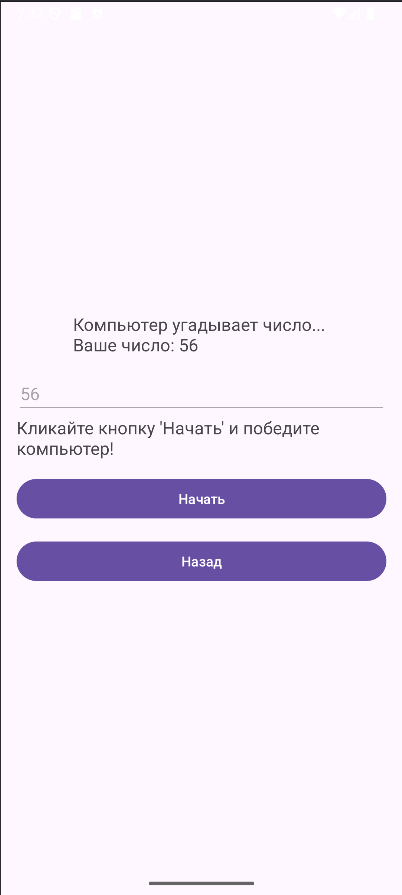 Компьютер угадывает число...
Ваше число: 56
56
Кликайте кнопку 'Начать' и победите
компьютер!
Начать
Назад